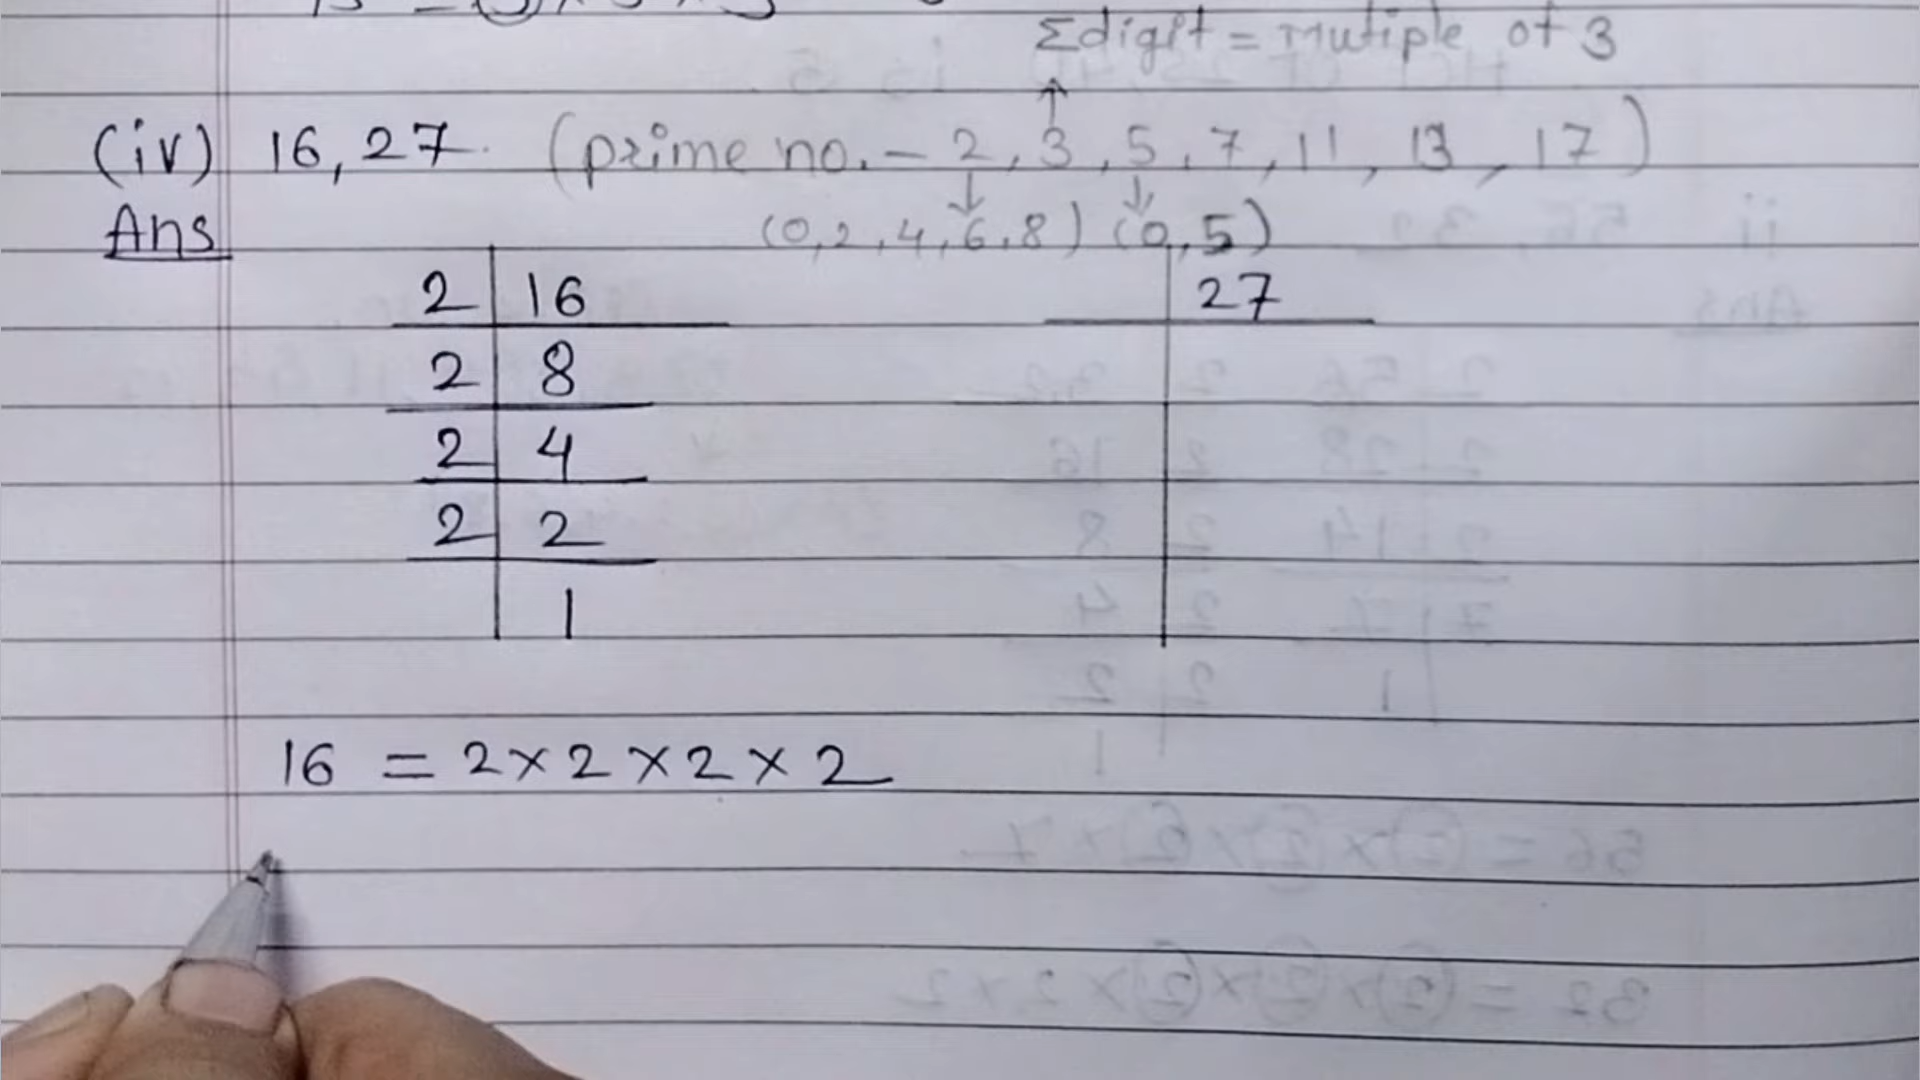 Σdigit = mutiple of 3
↑
(iv) 16, 27. (prime no. – 2, 3, 5, 7, 11, 13, 17)
↓ ↓
Ans (0, 2, 4, 6, 8) (0, 5)
2 | 16 | 27
2 | 8
2 | 4
2 | 2
| 1
16 = 2 × 2 × 2 × 2